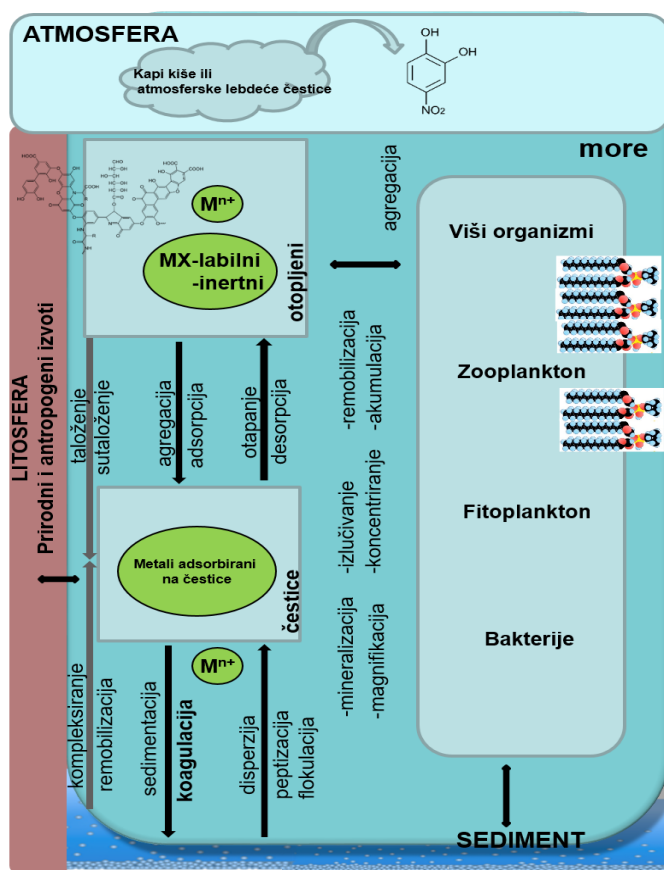 ATMOSFERA
Kapi kiše ili
atmosferske lebdeće čestice
OH
OH
NO₂
LITOSFERA
Prirodni i antropogeni izvoti
more
Mⁿ⁺
MX-labilni
-inertni
otopljeni
agregacija
Viši organizmi
Zooplankton
Fitoplankton
Bakterije
taloženje
sutaloženje
agregacija
adsorpcija
otapanje
desorpcija
-remobilizacija
-akumulacija
-izlučivanje
-koncentriranje
-mineralizacija
-magnifikacija
Metali adsorbirani
na čestice
čestice
Mⁿ⁺
kompleksiranje
remobilizacija
sedimentacija
koagulacija
disperzija
peptizacija
flokulacija
SEDIMENT